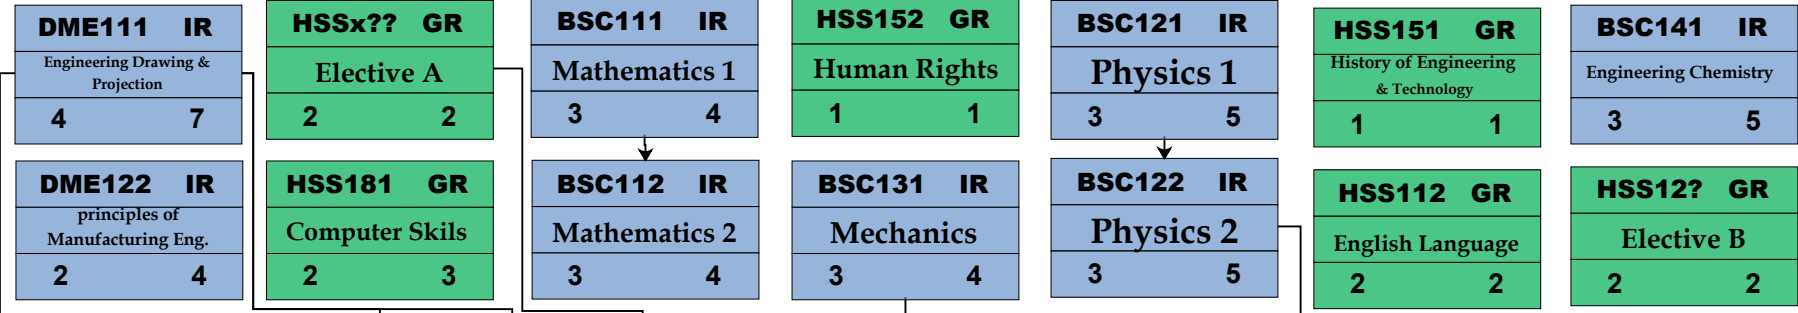 DME111 IR
Engineering Drawing &
Projection
4 7
HSSx?? GR
Elective A
2 2
BSC111 IR
Mathematics 1
3 4
HSS152 GR
Human Rights
1 1
BSC121 IR
Physics 1
3 5
HSS151 GR
History of Engineering
& Technology
1 1
BSC141 IR
Engineering Chemistry
3 5
DME122 IR
principles of
Manufacturing Eng.
2 4
HSS181 GR
Computer Skils
2 3
BSC112 IR
Mathematics 2
3 4
BSC131 IR
Mechanics
3 4
BSC122 IR
Physics 2
3 5
HSS112 GR
English Language
2 2
HSS12? GR
Elective B
2 2